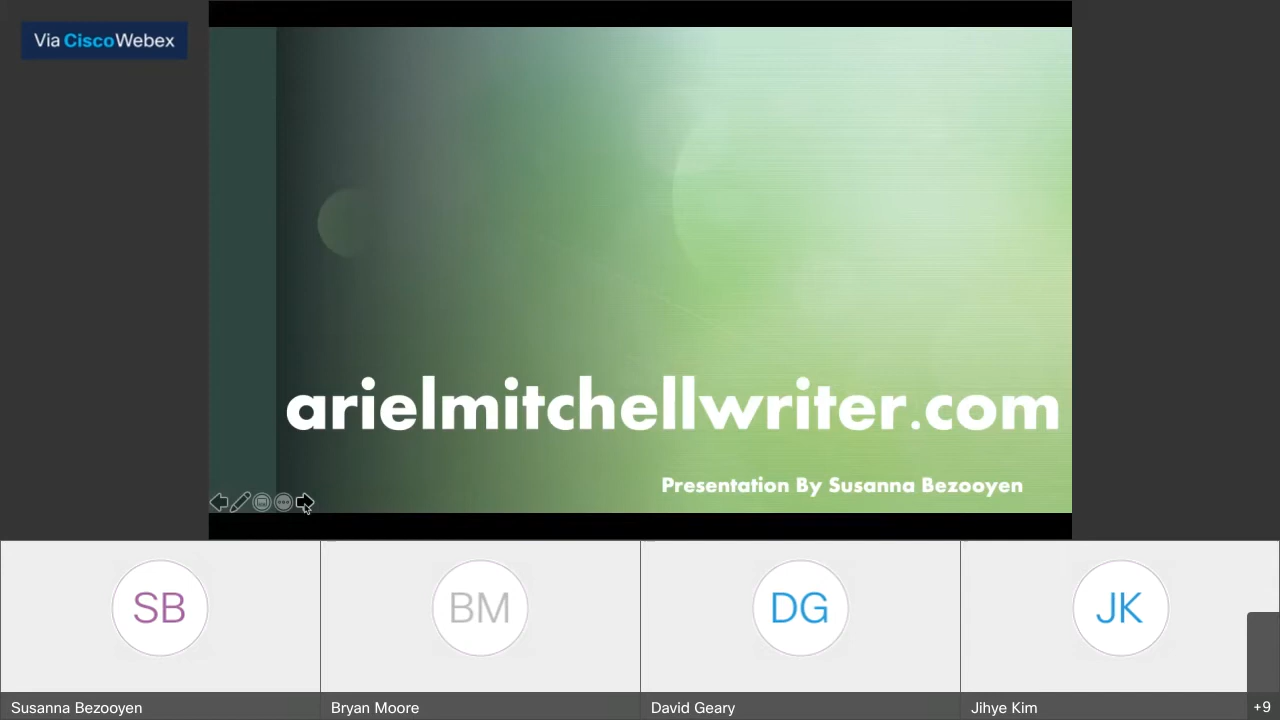 Via CiscoWebex
arielmitchellwriter.com
Presentation By Susanna Bezooyen
SB
BM
DG
JK
Susanna Bezooyen
Bryan Moore
David Geary
Jihye Kim
+9